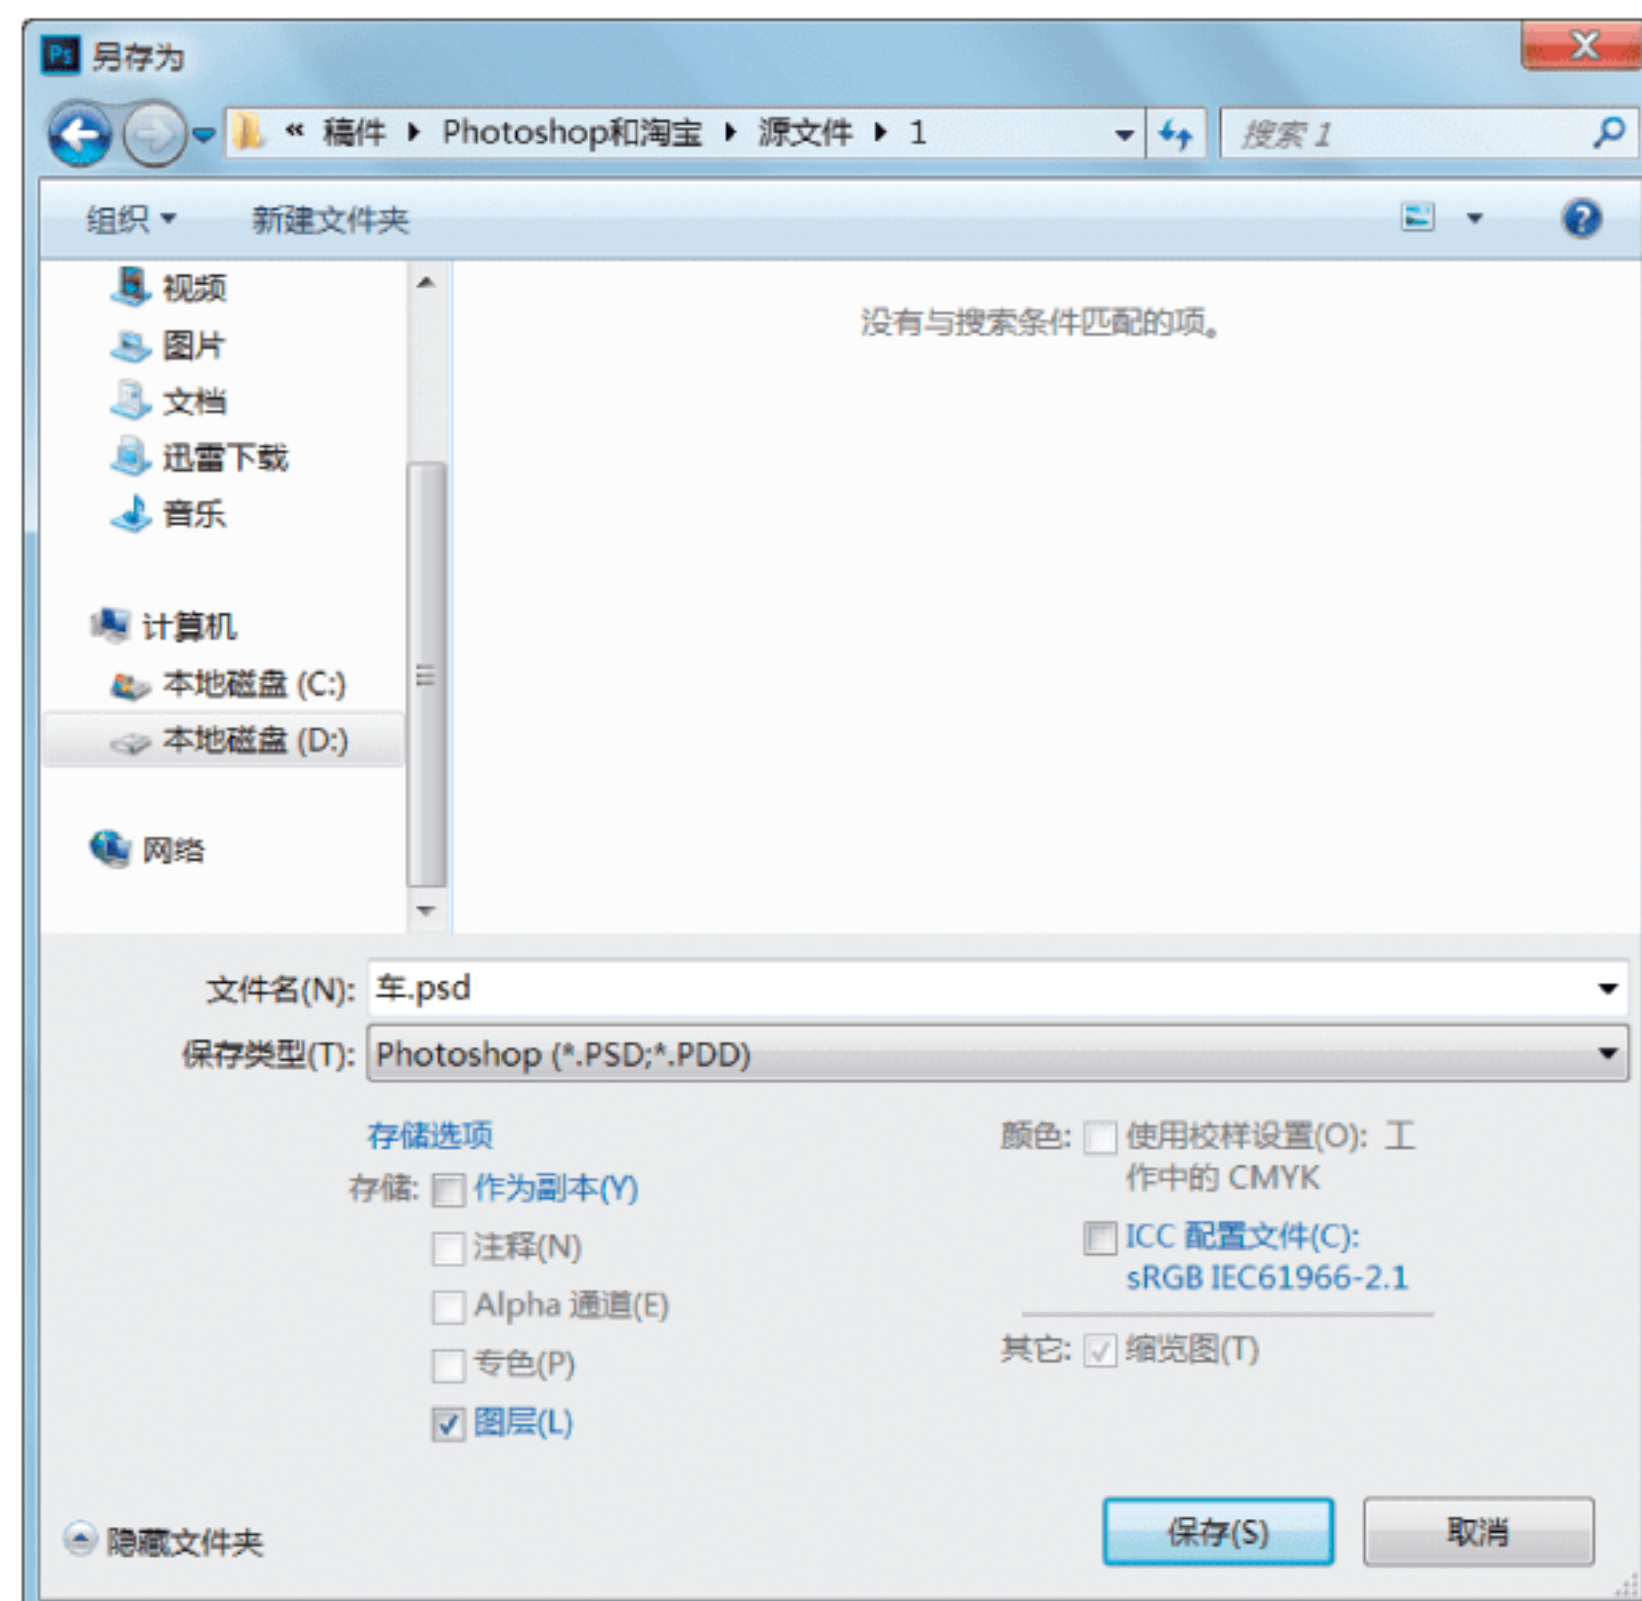 Ps 另存为
« 稿件 ▸ Photoshop和淘宝 ▸ 源文件 ▸ 1
搜索 1
组织 新建文件夹
视频
图片
文档
迅雷下载
音乐
计算机
本地磁盘 (C:)
本地磁盘 (D:)
网络
没有与搜索条件匹配的项。
文件名(N): 车.psd
保存类型(T): Photoshop (*.PSD;*.PDD)
存储选项
存储: 作为副本(Y)
注释(N)
Alpha 通道(E)
专色(P)
图层(L)
颜色: 使用校样设置(O): 工
作中的 CMYK
ICC 配置文件(C):
sRGB IEC61966-2.1
其它: 缩览图(T)
隐藏文件夹
保存(S) 取消